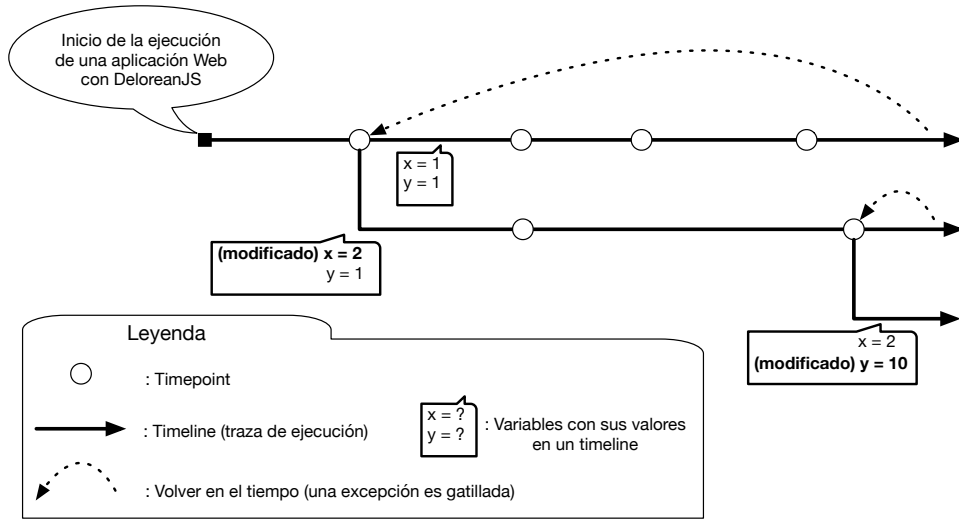 Inicio de la ejecución
de una aplicación Web
con DeloreanJS
x = 1
y = 1
(modificado) x = 2
y = 1
x = 2
(modificado) y = 10
Leyenda
: Timepoint
: Timeline (traza de ejecución)
x = ?
y = ?
: Variables con sus valores
en un timeline
: Volver en el tiempo (una excepción es gatillada)